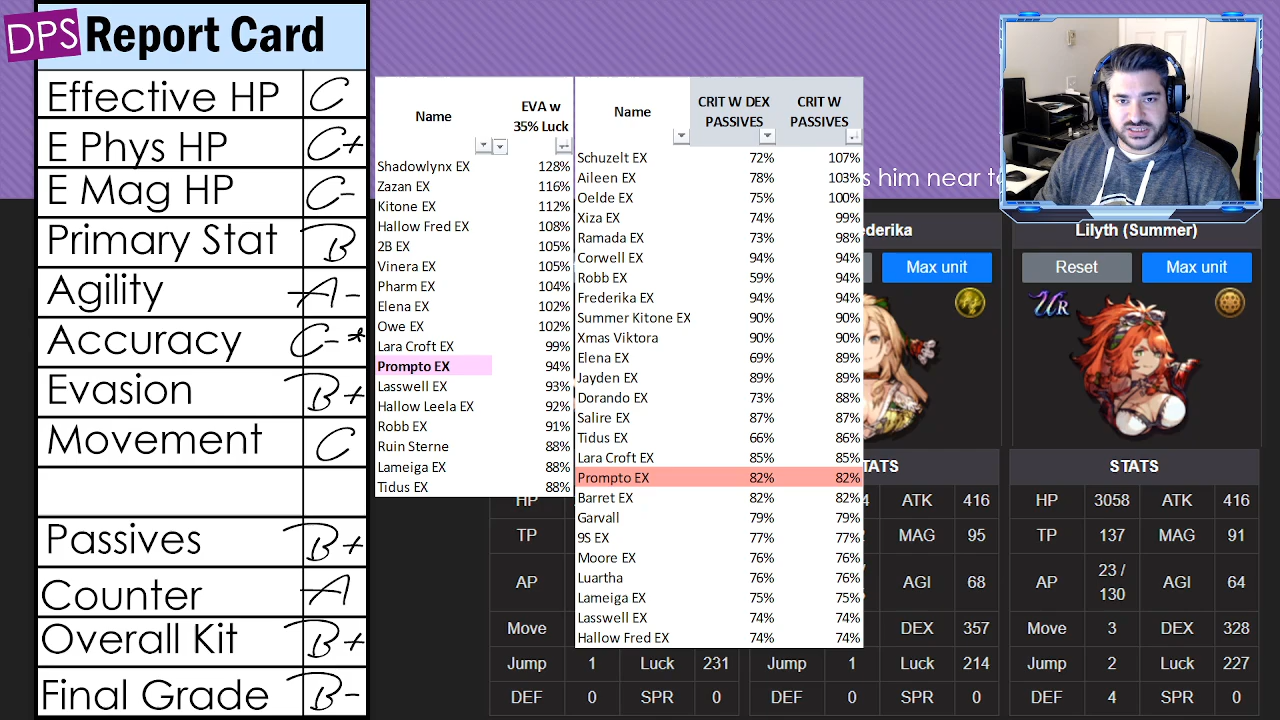 DPS Report Card
Effective HP C
E Phys HP C+
E Mag HP C-
Primary Stat B
Agility A-
Accuracy C-*
Evasion B+
Movement C
Passives B+
Counter A
Overall Kit B+
Final Grade B-
Name EVA w 35% Luck
Shadowlynx EX 128%
Zazan EX 116%
Kitone EX 112%
Hallow Fred EX 108%
2B EX 105%
Vinera EX 105%
Pharm EX 104%
Elena EX 102%
Owe EX 102%
Lara Croft EX 99%
Prompto EX 94%
Lasswell EX 93%
Hallow Leela EX 92%
Robb EX 91%
Ruin Sterne 88%
Lameiga EX 88%
Tidus EX 88%
Name CRIT W DEX PASSIVES CRIT W PASSIVES
Schuzelt EX 72% 107%
Aileen EX 78% 103%
Oelde EX 75% 100%
Xiza EX 74% 99%
Ramada EX 73% 98%
Corwell EX 94% 94%
Robb EX 59% 94%
Frederika EX 94% 94%
Summer Kitone EX 90% 90%
Xmas Viktora 90% 90%
Elena EX 69% 89%
Jayden EX 89% 89%
Dorando EX 73% 88%
Salire EX 87% 87%
Tidus EX 66% 86%
Lara Croft EX 85% 85%
Prompto EX 82% 82%
Barret EX 82% 82%
Garvall 79% 79%
9S EX 77% 77%
Moore EX 76% 76%
Luartha 76% 76%
Lameiga EX 75% 75%
Lasswell EX 74% 74%
Hallow Fred EX 74% 74%
s him near to
ederika
Max unit
Lilyth (Summer)
Reset Max unit
UR
HP
TP
AP
Move
Jump 1 Luck 231
DEF 0 SPR 0
ATS
4 ATK 416
MAG 95
AGI 68
DEX 357
Jump 1 Luck 214
DEF 0 SPR 0
STATS
HP 3058 ATK 416
TP 137 MAG 91
AP 23 / 130 AGI 64
Move 3 DEX 328
Jump 2 Luck 227
DEF 4 SPR 0